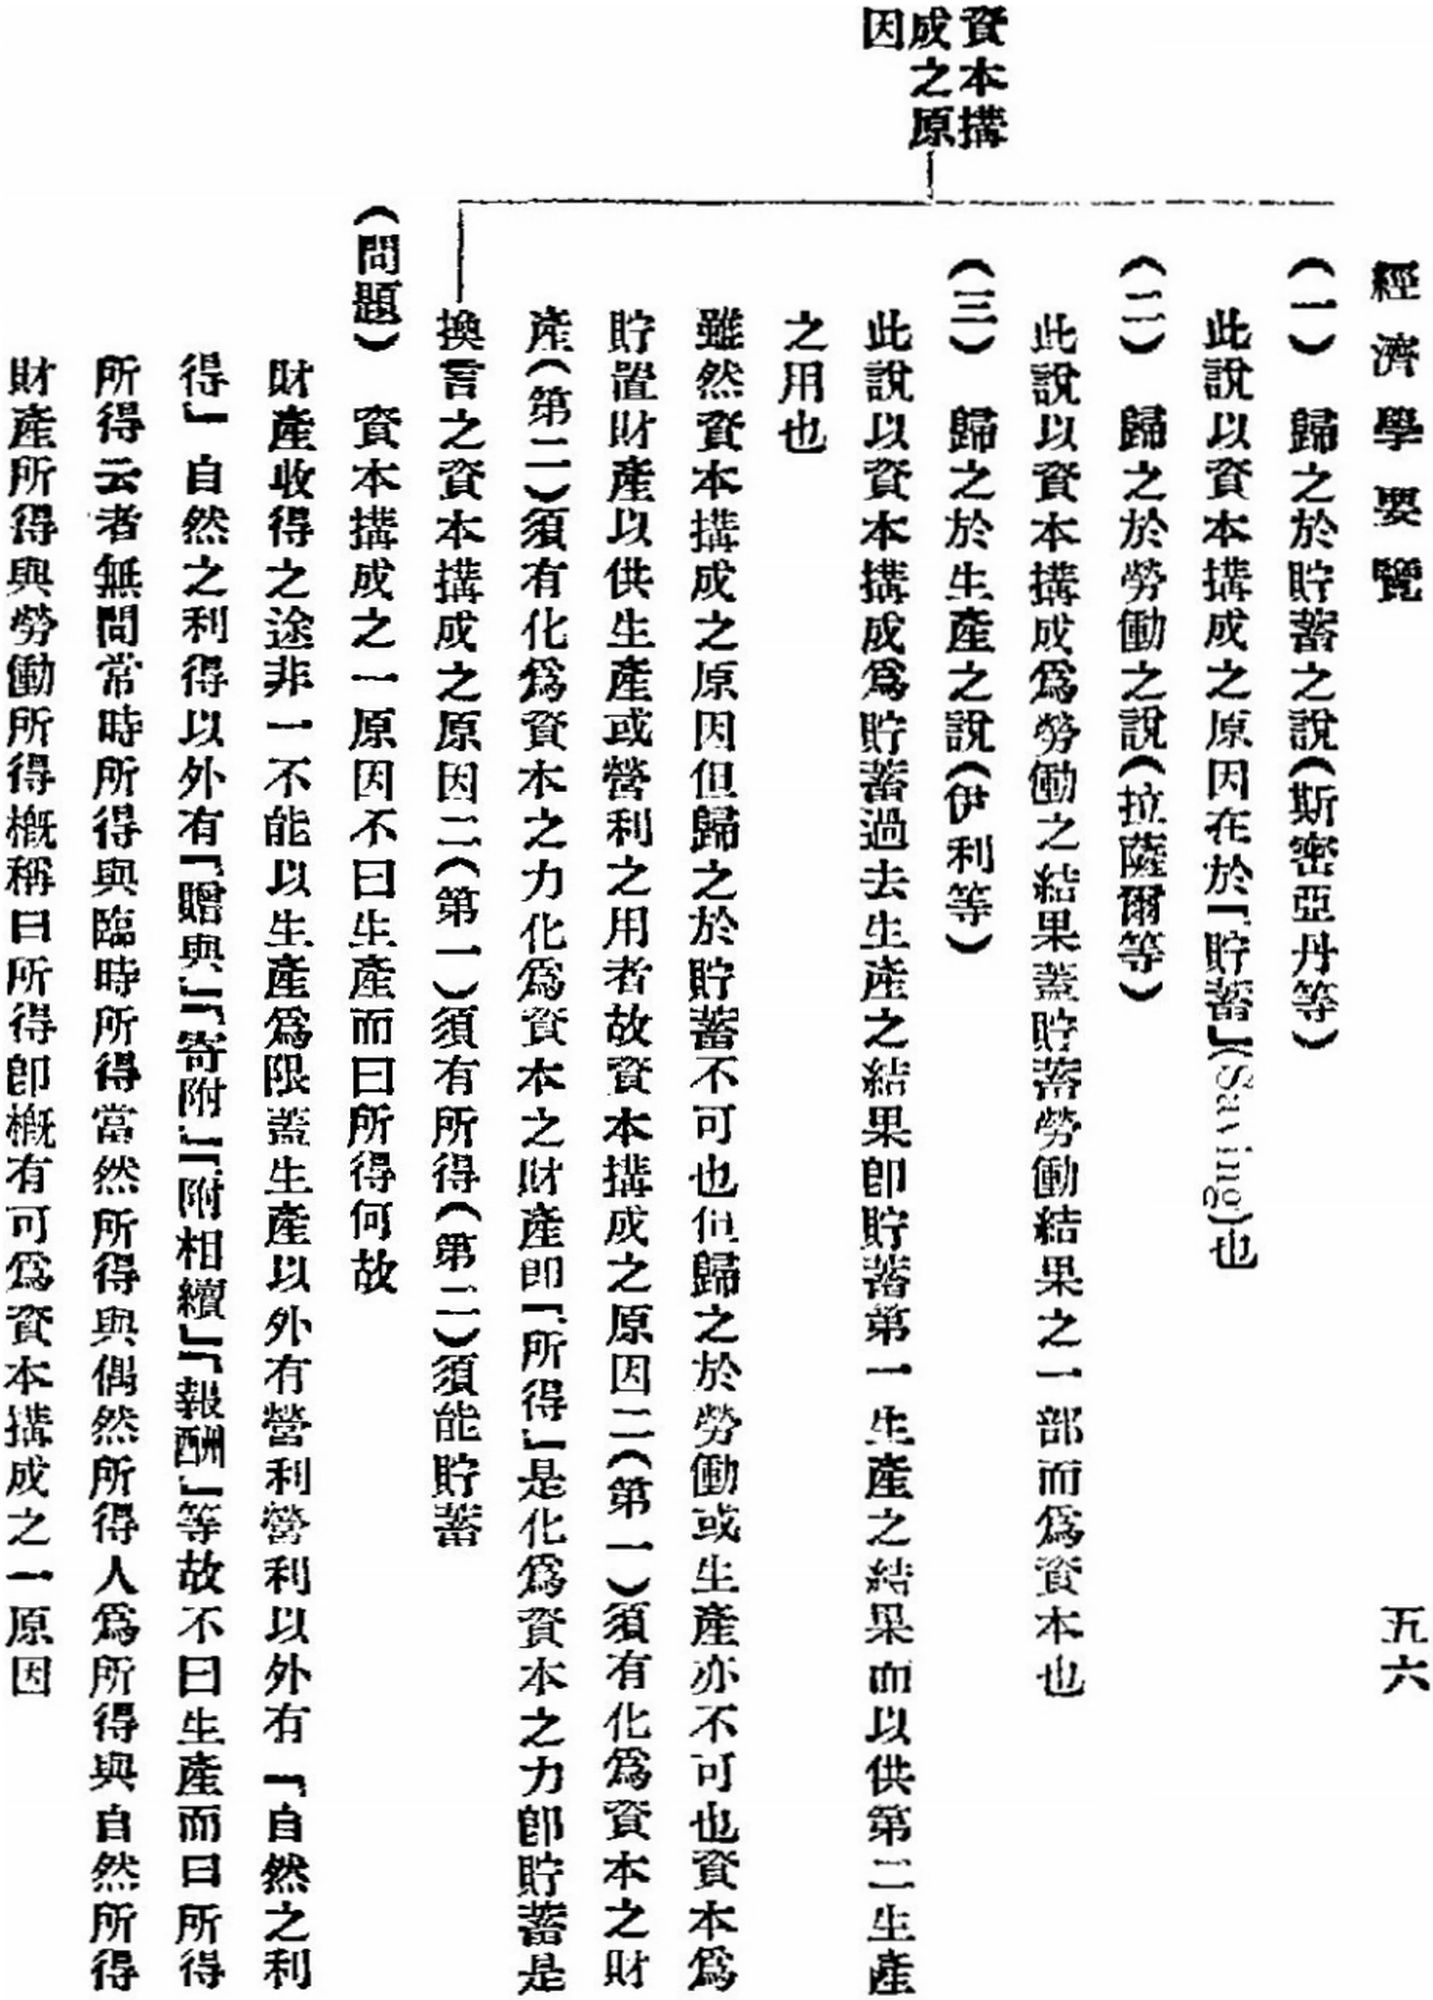 經濟學要覽 五六
資本搆
成之原
因
(一) 歸之於貯蓄之說(斯密亞丹等)
此說以資本搆成之原因在於「貯蓄」(Saving)也
(二) 歸之於勞働之說(拉薩爾等)
此說以資本搆成爲勞働之結果蓋貯蓄勞働結果之一部而爲資本也
(三) 歸之於生產之說(伊利等)
此說以資本搆成爲貯蓄過去生產之結果卽貯蓄第一生產之結果而以供第二生產
之用也
雖然資本搆成之原因但歸之於貯蓄不可也但歸之於勞働或生產亦不可也資本爲
貯置財產以供生產或營利之用者故資本搆成之原因二(第一)須有化爲資本之財
產(第二)須有化爲資本之力化爲資本之財產卽「所得」是化爲資本之力卽貯蓄是
換言之資本搆成之原因二(第一)須有所得(第二)須能貯蓄
(問題) 資本搆成之一原因不曰生產而曰所得何故
財產收得之途非一不能以生產爲限蓋生產以外有營利營利以外有「自然之利
得」自然之利得以外有「贈與」「寄附」「附相續」「報酬」等故不曰生產而曰所得
所得云者無問常時所得與臨時所得當然所得與偶然所得人爲所得與自然所得
財產所得與勞働所得概稱曰所得卽概有可爲資本搆成之一原因